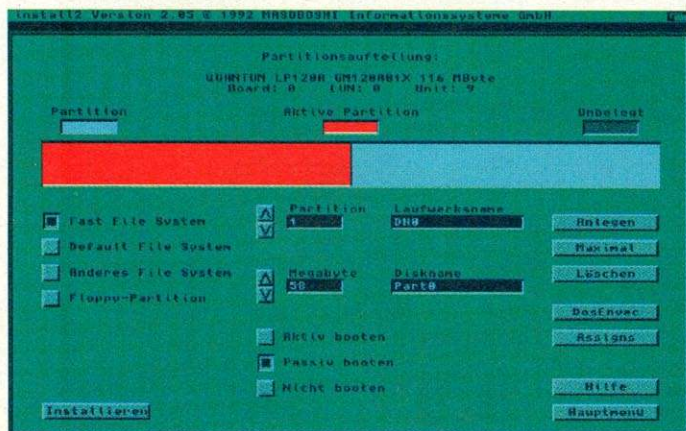 install2 Version 2.05 © 1992 MASOBOSHI Informationssysteme GmbH
Partitionsaufteilung:
QUANTUM LP120A GM120A01X 116 MByte
Board: 0 LUN: 0 Unit: 9
Partition Aktive Partition Unbelegt
Partition Laufwerksname
Fast File System 1 DH0 Anlegen
Default File System Maximal
Anderes File System Megabyte Diskname Löschen
Floppy-Partition 58 Part0
DosEnvec
Aktiv booten Assigns
Passiv booten
Nicht booten Hilfe
Installieren Hauptmenü